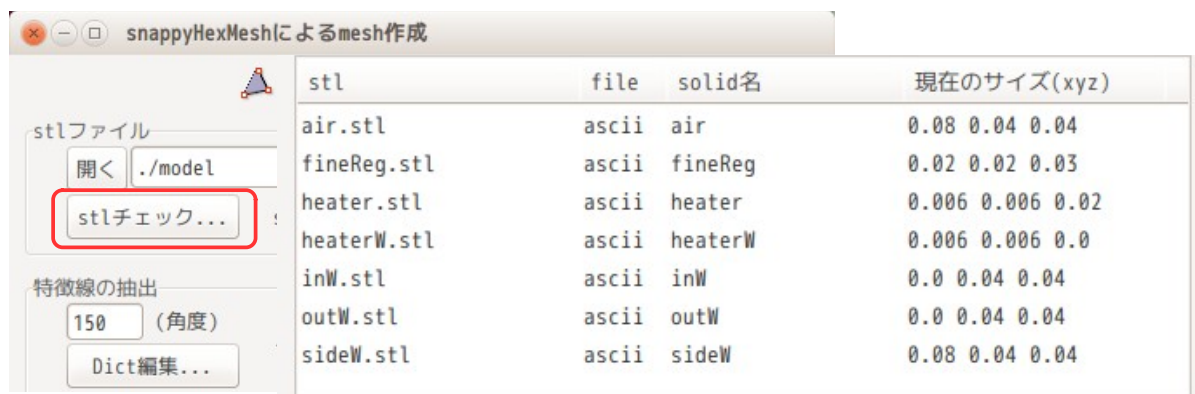 snappyHexMeshによるmesh作成
stlファイル
開く ./model
stlチェック...
特徴線の抽出
150 (角度)
Dict編集...
stl file solid名 現在のサイズ(xyz)
air.stl ascii air 0.08 0.04 0.04
fineReg.stl ascii fineReg 0.02 0.02 0.03
heater.stl ascii heater 0.006 0.006 0.02
heaterW.stl ascii heaterW 0.006 0.006 0.0
inW.stl ascii inW 0.0 0.04 0.04
outW.stl ascii outW 0.0 0.04 0.04
sideW.stl ascii sideW 0.08 0.04 0.04